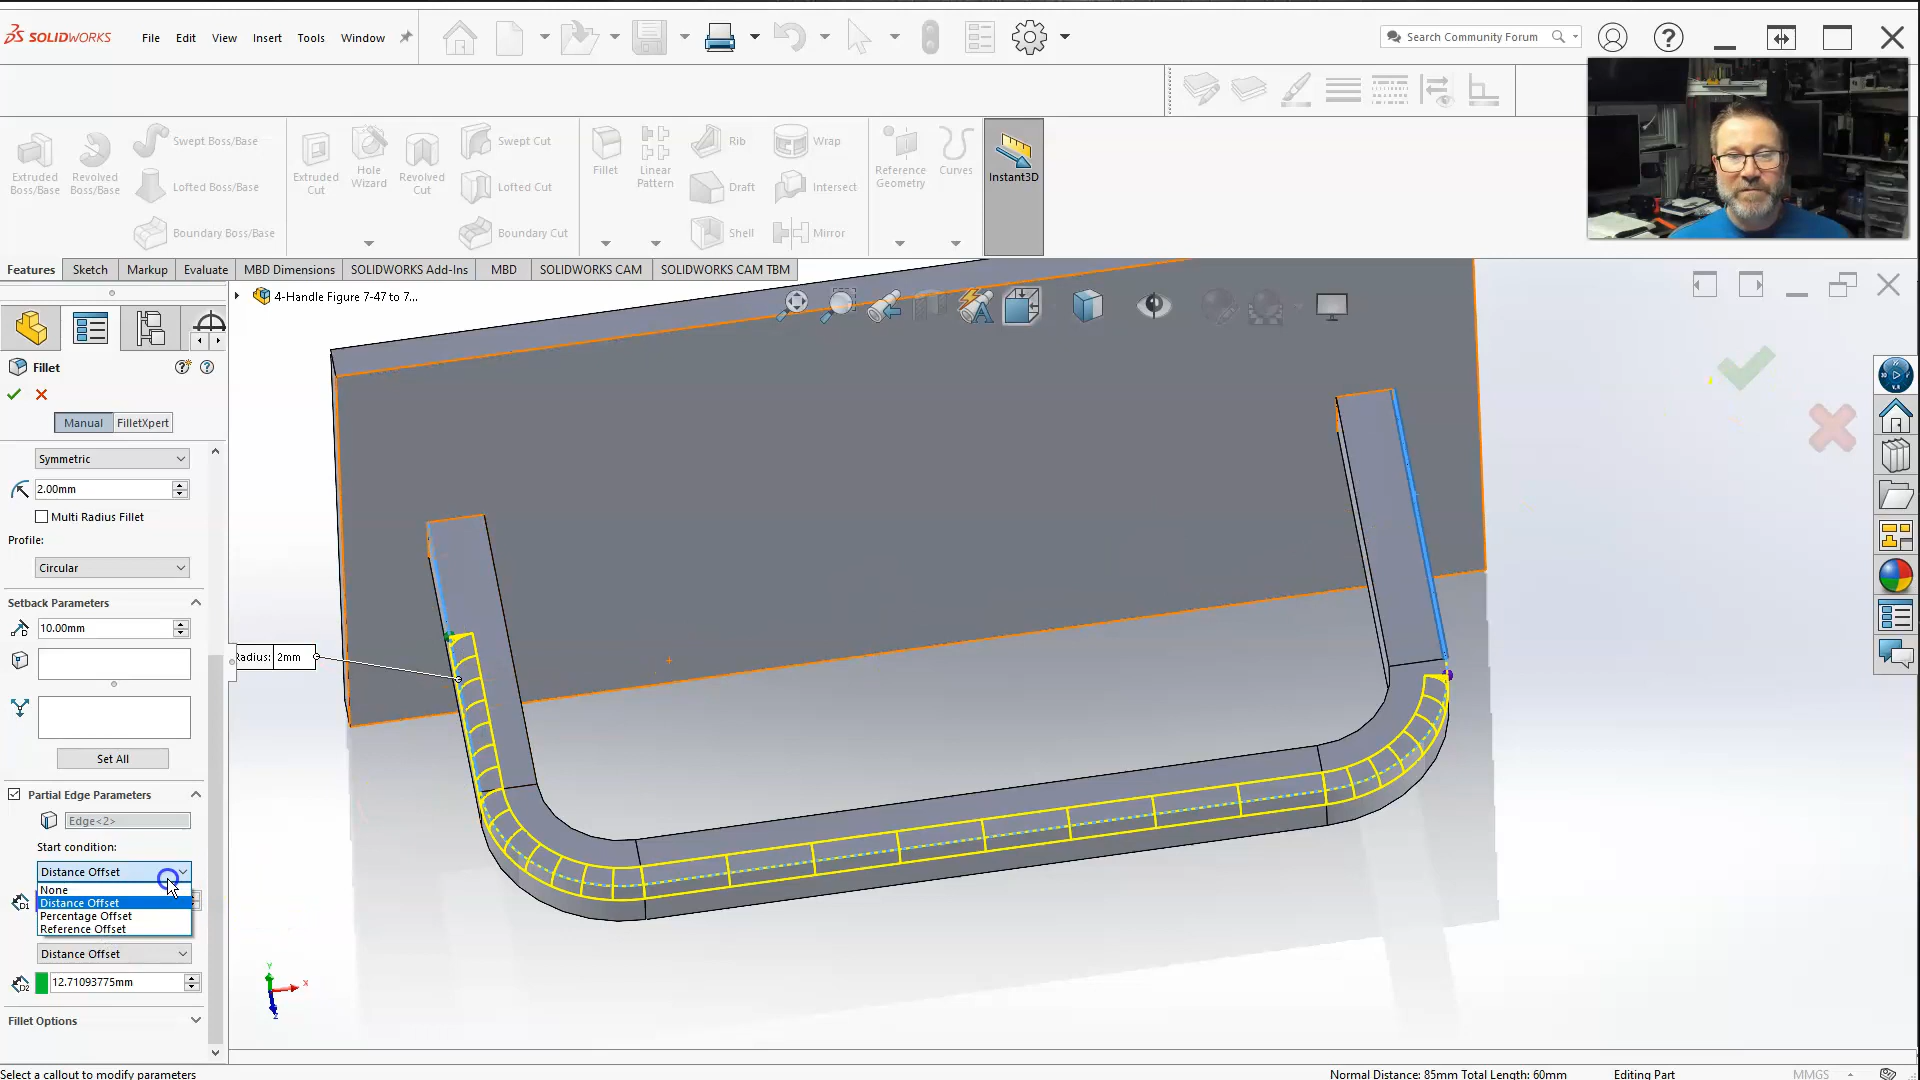 SOLIDWORKS
File Edit View Insert Tools Window
Search Community Forum
Extruded Boss/Base
Revolved Boss/Base
Swept Boss/Base
Lofted Boss/Base
Boundary Boss/Base
Extruded Cut
Hole Wizard
Revolved Cut
Swept Cut
Lofted Cut
Boundary Cut
Fillet
Linear Pattern
Rib
Draft
Shell
Wrap
Intersect
Mirror
Reference Geometry
Curves
Instant3D
Features Sketch Markup Evaluate MBD Dimensions SOLIDWORKS Add-Ins MBD SOLIDWORKS CAM SOLIDWORKS CAM TBM
4-Handle Figure 7-47 to 7...
Fillet
Manual FilletXpert
Symmetric
2.00mm
Multi Radius Fillet
Profile:
Circular
Setback Parameters
10.00mm
Radius: 2mm
Set All
Partial Edge Parameters
Edge<2>
Start condition:
Distance Offset
None
Distance Offset
Percentage Offset
Reference Offset
D1
Distance Offset
D2
12.71093775mm
Fillet Options
Y
X
Z
Select a callout to modify parameters
Normal Distance: 85mm Total Length: 60mm
Editing Part
MMGS